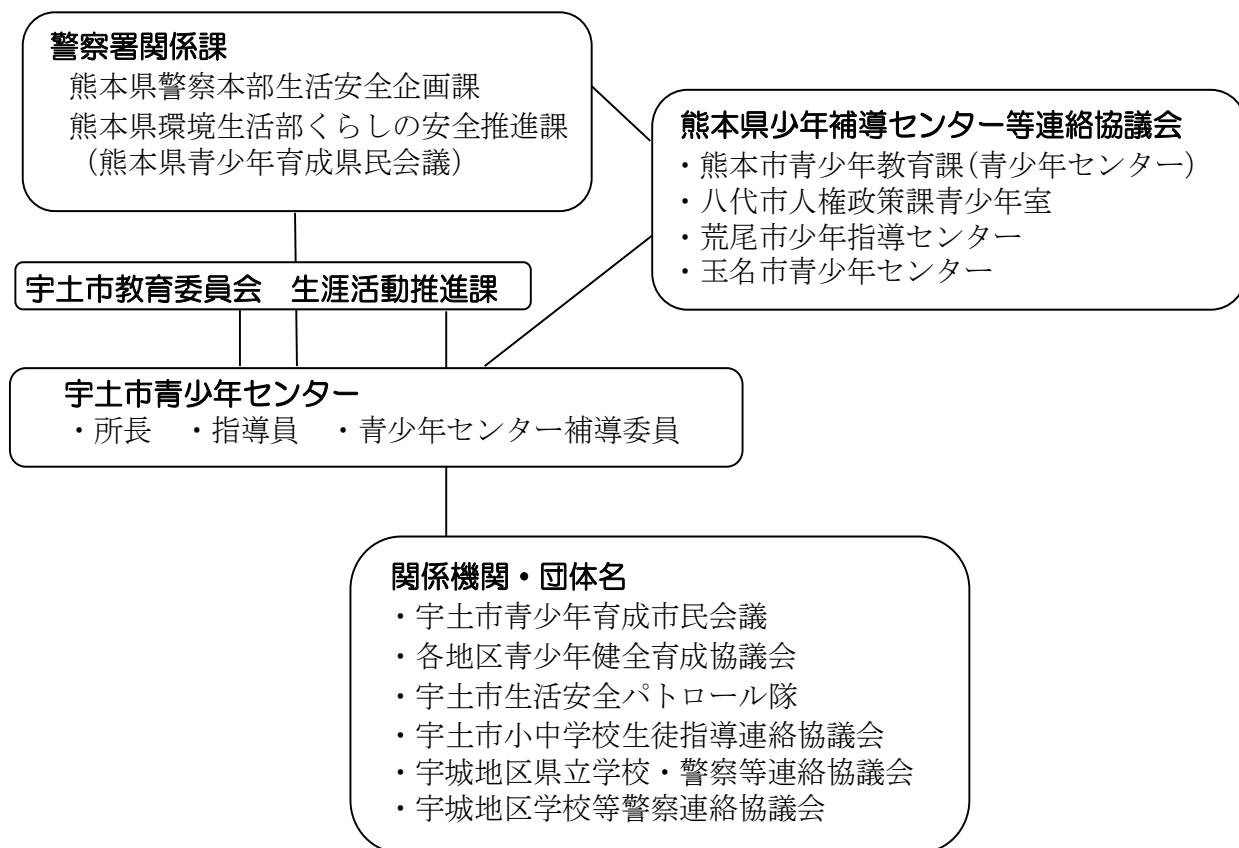 警察署関係課
熊本県警察本部生活安全企画課
熊本県環境生活部くらしの安全推進課
（熊本県青少年育成県民会議）
熊本県少年補導センター等連絡協議会
・熊本市青少年教育課(青少年センター)
・八代市人権政策課青少年室
・荒尾市少年指導センター
・玉名市青少年センター
宇土市教育委員会　生涯活動推進課
宇土市青少年センター
・所長　・指導員　・青少年センター補導委員
関係機関・団体名
・宇土市青少年育成市民会議
・各地区青少年健全育成協議会
・宇土市生活安全パトロール隊
・宇土市小中学校生徒指導連絡協議会
・宇城地区県立学校・警察等連絡協議会
・宇城地区学校等警察連絡協議会